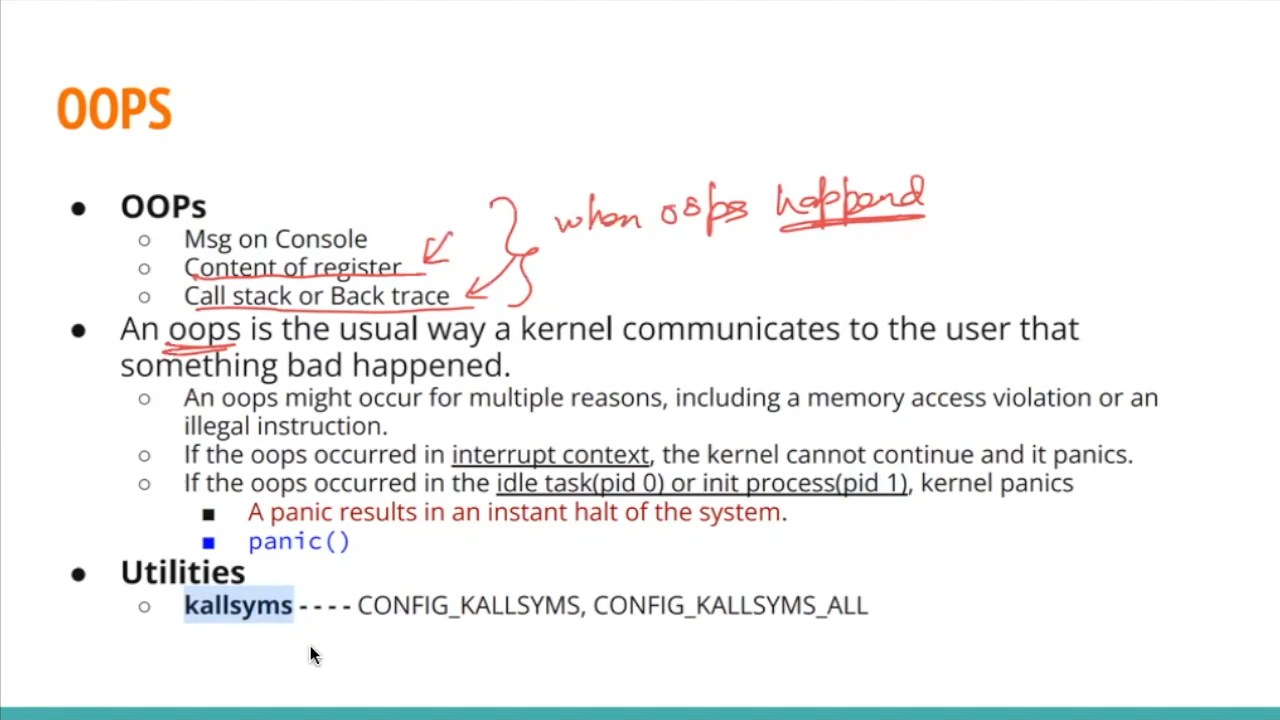 OOPS
● OOPs
when oops happend
○ Msg on Console
○ Content of register
○ Call stack or Back trace
● An oops is the usual way a kernel communicates to the user that
something bad happened.
○ An oops might occur for multiple reasons, including a memory access violation or an
illegal instruction.
○ If the oops occurred in interrupt context, the kernel cannot continue and it panics.
○ If the oops occurred in the idle task(pid 0) or init process(pid 1), kernel panics
■ A panic results in an instant halt of the system.
■ panic()
● Utilities
○ kallsyms - - - - CONFIG_KALLSYMS, CONFIG_KALLSYMS_ALL